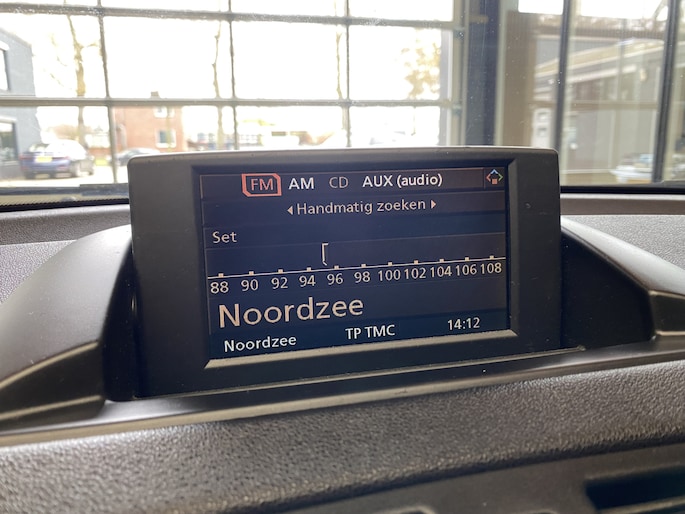 FM AM CD AUX (audio)
Handmatig zoeken
Set
88 90 92 94 96 98 100 102 104 106 108
Noordzee
Noordzee TP TMC 14:12